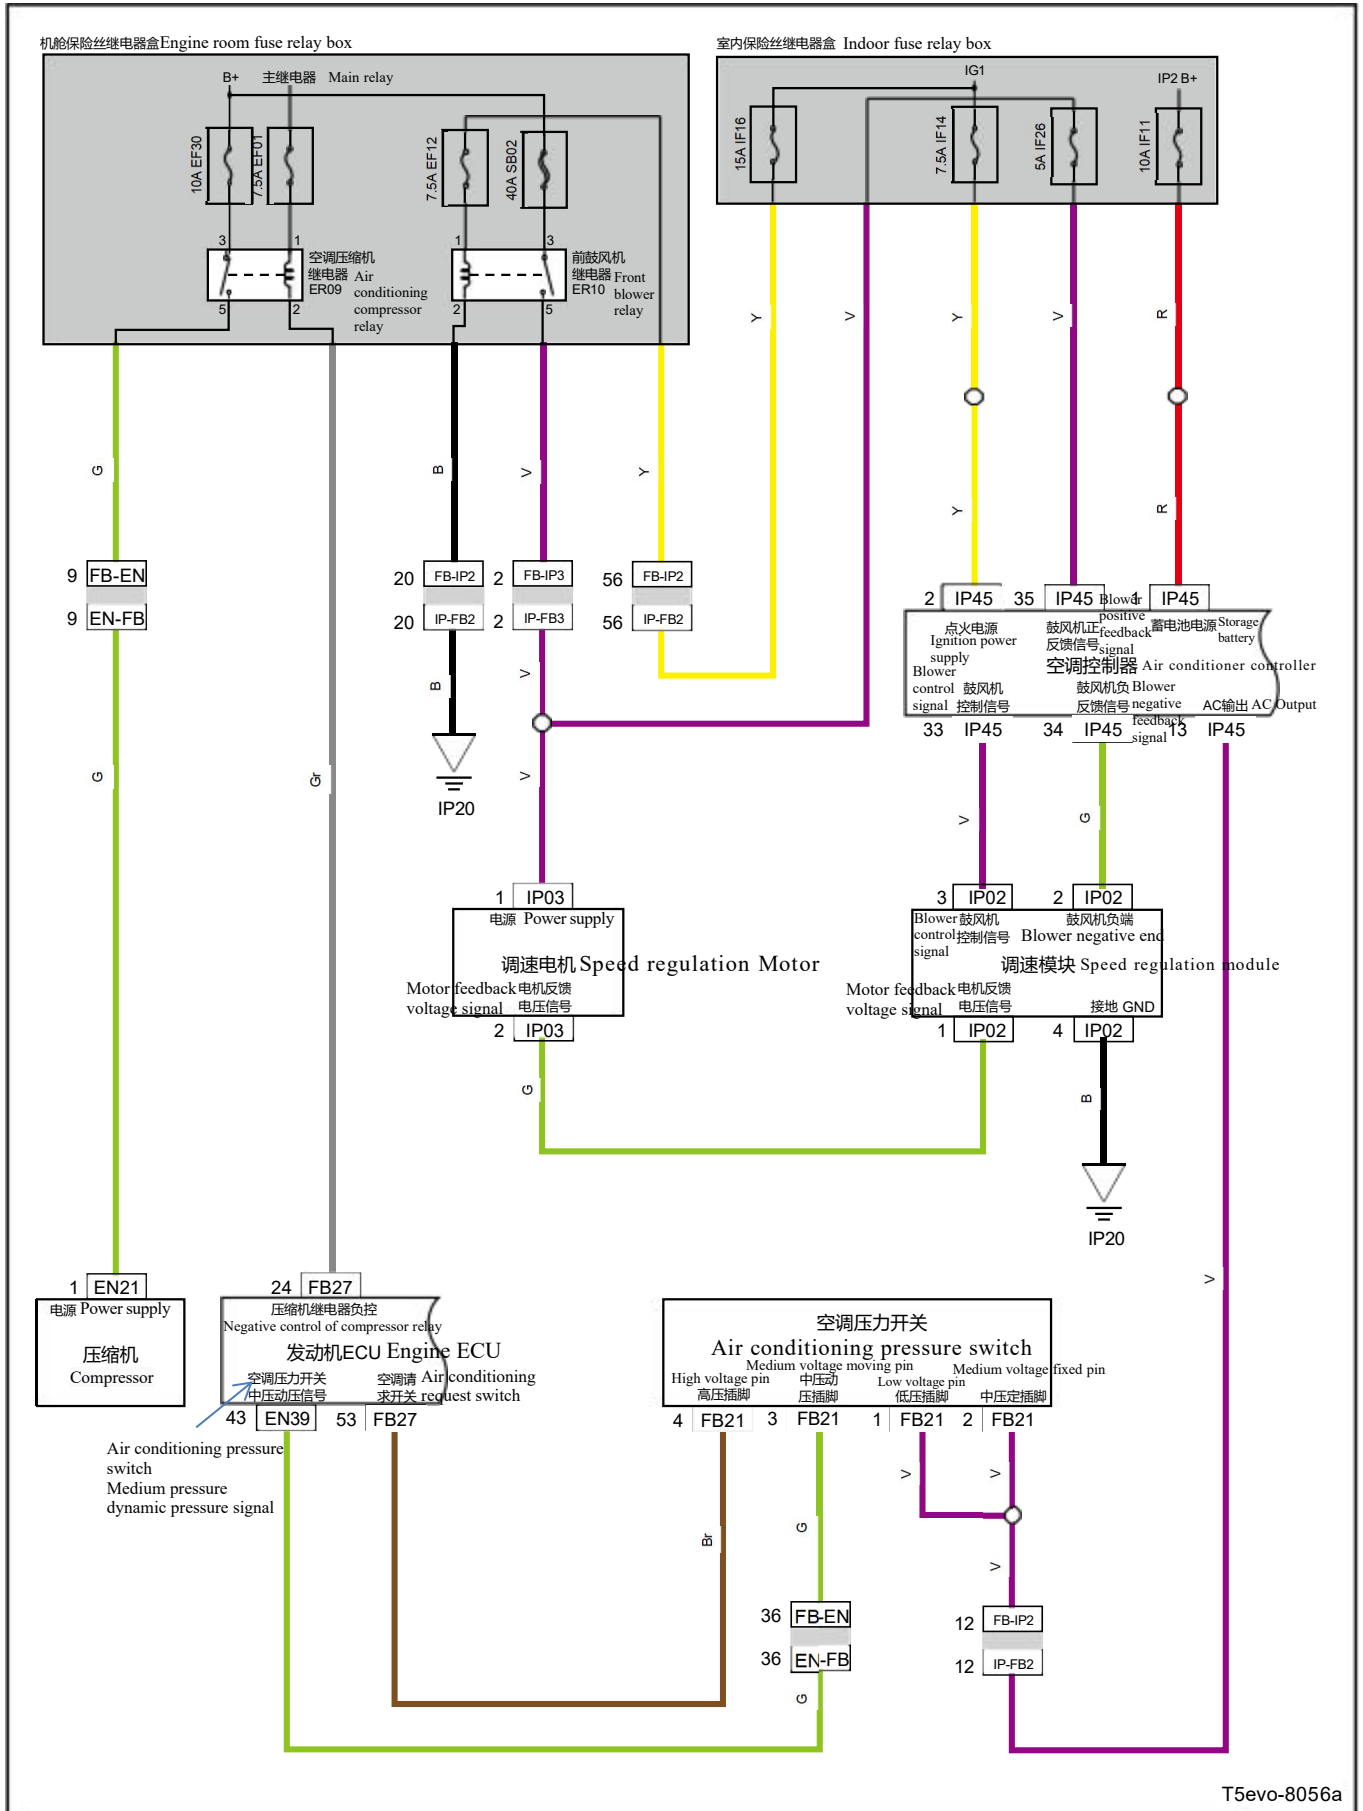 机舱保险丝继电器盒Engine room fuse relay box
室内保险丝继电器盒 Indoor fuse relay box
B+
主继电器 Main relay
IG1
IP2 B+
10A EF30
7.5A EF01
7.5A EF12
40A SB02
15A IF16
7.5A IF14
5A IF26
10A IF11
3
1
1
3
空调压缩机
继电器 Air
ER09 conditioning
compressor
relay
前鼓风机
继电器 Front
ER10 blower
relay
5
2
2
5
Y
V
Y
V
R
G
B
V
Y
Y
R
9 FB-EN
20 FB-IP2
2 FB-IP3
56 FB-IP2
9 EN-FB
20 IP-FB2
2 IP-FB3
56 IP-FB2
2 IP45
35 IP45
1 IP45
点火电源
Ignition power
supply
鼓风机正
反馈信号
Blower
positive
feedback
signal
蓄电池电源 Storage
battery
空调控制器 Air conditioner controller
Blower
control
signal
鼓风机
控制信号
鼓风机负
反馈信号
Blower
negative
feedback
signal
AC输出 AC Output
33 IP45
34 IP45
13 IP45
B
V
G
Gr
V
IP20
V
G
1 IP03
3 IP02
2 IP02
电源 Power supply
Blower
control
signal
鼓风机
控制信号
鼓风机负端
Blower negative end
调速电机 Speed regulation Motor
调速模块 Speed regulation module
Motor feedback
voltage signal
电机反馈
电压信号
Motor feedback
voltage signal
电机反馈
电压信号
接地 GND
2 IP03
1 IP02
4 IP02
G
B
IP20
V
1 EN21
24 FB27
电源 Power supply
压缩机继电器负控
Negative control of compressor relay
压缩机
Compressor
发动机ECU Engine ECU
空调压力开关
中压动压信号
空调请
求开关
Air conditioning
request switch
空调压力开关
Air conditioning pressure switch
Medium voltage moving pin
High voltage pin
高压插脚
中压动
压插脚
Low voltage pin
低压插脚
Medium voltage fixed pin
中压定插脚
43 EN39
53 FB27
4 FB21
3 FB21
1 FB21
2 FB21
Air conditioning pressure
switch
Medium pressure
dynamic pressure signal
V
V
Br
G
V
36 FB-EN
12 FB-IP2
36 EN-FB
12 IP-FB2
G
T5evo-8056a